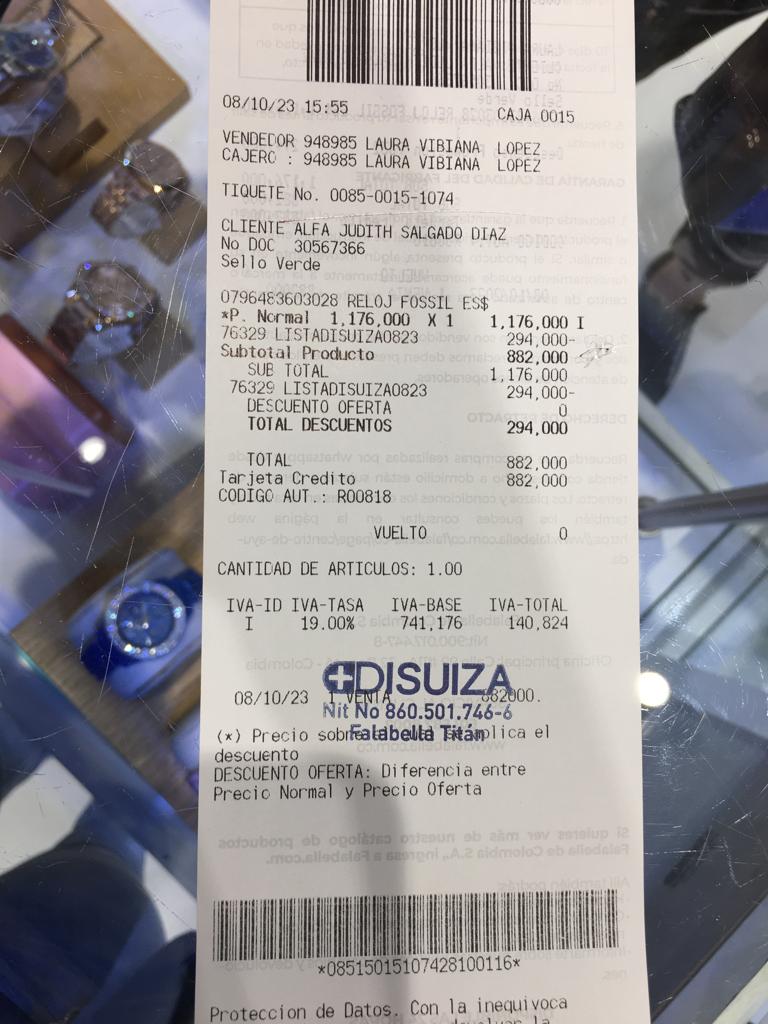 08/10/23 15:55 CAJA 0015
VENDEDOR 948985 LAURA VIBIANA LOPEZ
CAJERO : 948985 LAURA VIBIANA LOPEZ
TIQUETE No. 0085-0015-1074
CLIENTE ALFA JUDITH SALGADO DIAZ
No DOC 30567366
Sello Verde
0796483603028 RELOJ FOSSIL ES$
*P. Normal 1,176,000 X 1 1,176,000 I
76329 LISTADISUIZA0823 294,000-
Subtotal Producto 882,000
SUB TOTAL 1,176,000
76329 LISTADISUIZA0823 294,000-
DESCUENTO OFERTA 0
TOTAL DESCUENTOS 294,000
TOTAL 882,000
Tarjeta Credito 882,000
CODIGO AUT.: R00818
VUELTO 0
CANTIDAD DE ARTICULOS: 1.00
IVA-ID IVA-TASA IVA-BASE IVA-TOTAL
I 19.00% 741,176 140,824
DISUIZA
08/10/23 1 VENTA 882000.
Nit No 860.501.746-6
Falabella Titán
(*) Precio sobre el cual se aplica el
descuento
DESCUENTO OFERTA: Diferencia entre
Precio Normal y Precio Oferta
*08515015107428100116*
Proteccion de Datos. Con la inequivoca